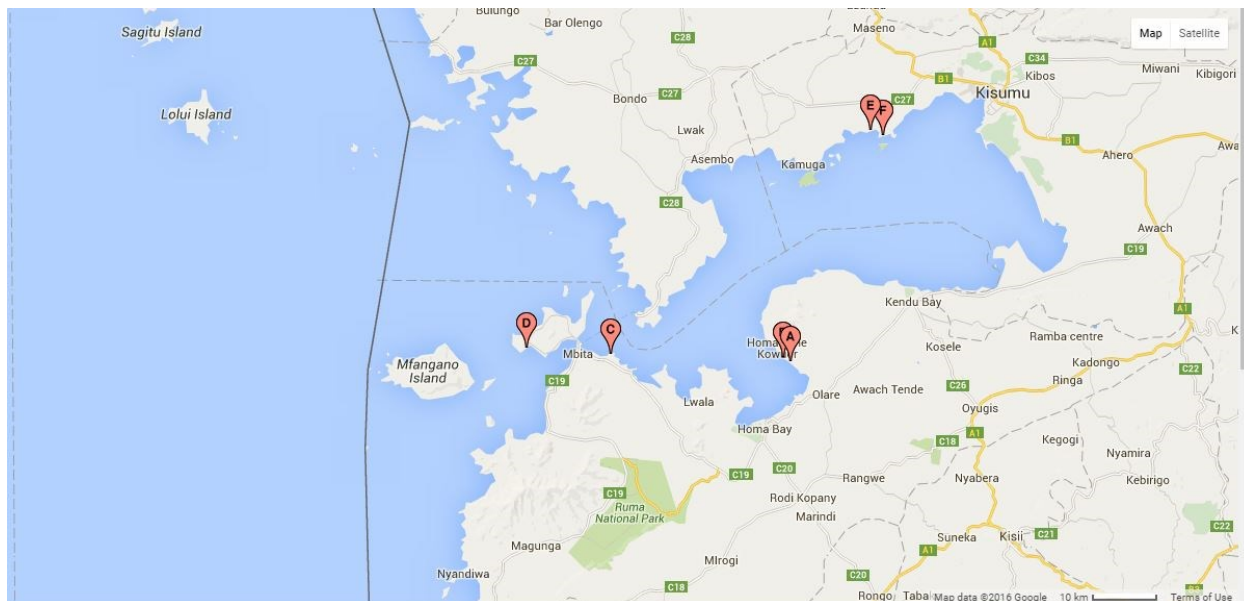 Bulungo
Bar Olengo
C28
Maseno
A1
Map
Satellite
Sagitu Island
C27
B1
C34
Kibos
Miwani
Kibigori
Lolui Island
Bondo
C27
C27
Kisumu
E
F
Lwak
B1
Asembo
Kamuga
Ahero
C28
Awach
C19
Kendu Bay
A1
D
C
A
Mbita
Kosele
Ramba centre
Kadongo
Mfangano
Island
C19
C26
Ringa
C22
Lwala
Olare
Awach Tende
Oyugis
Homa Bay
A1
C18
Kegogi
Nyamira
C19
C20
Rangwe
Nyabera
Kebirigo
C19
Ruma
National Park
Rodi Kopany
Marindi
C22
Magunga
Suneka
Kisii
C21
A1
MIrogi
Nyandiwa
C18
C20
Rongo
Map data ©2016 Google
10 km
Terms of Use